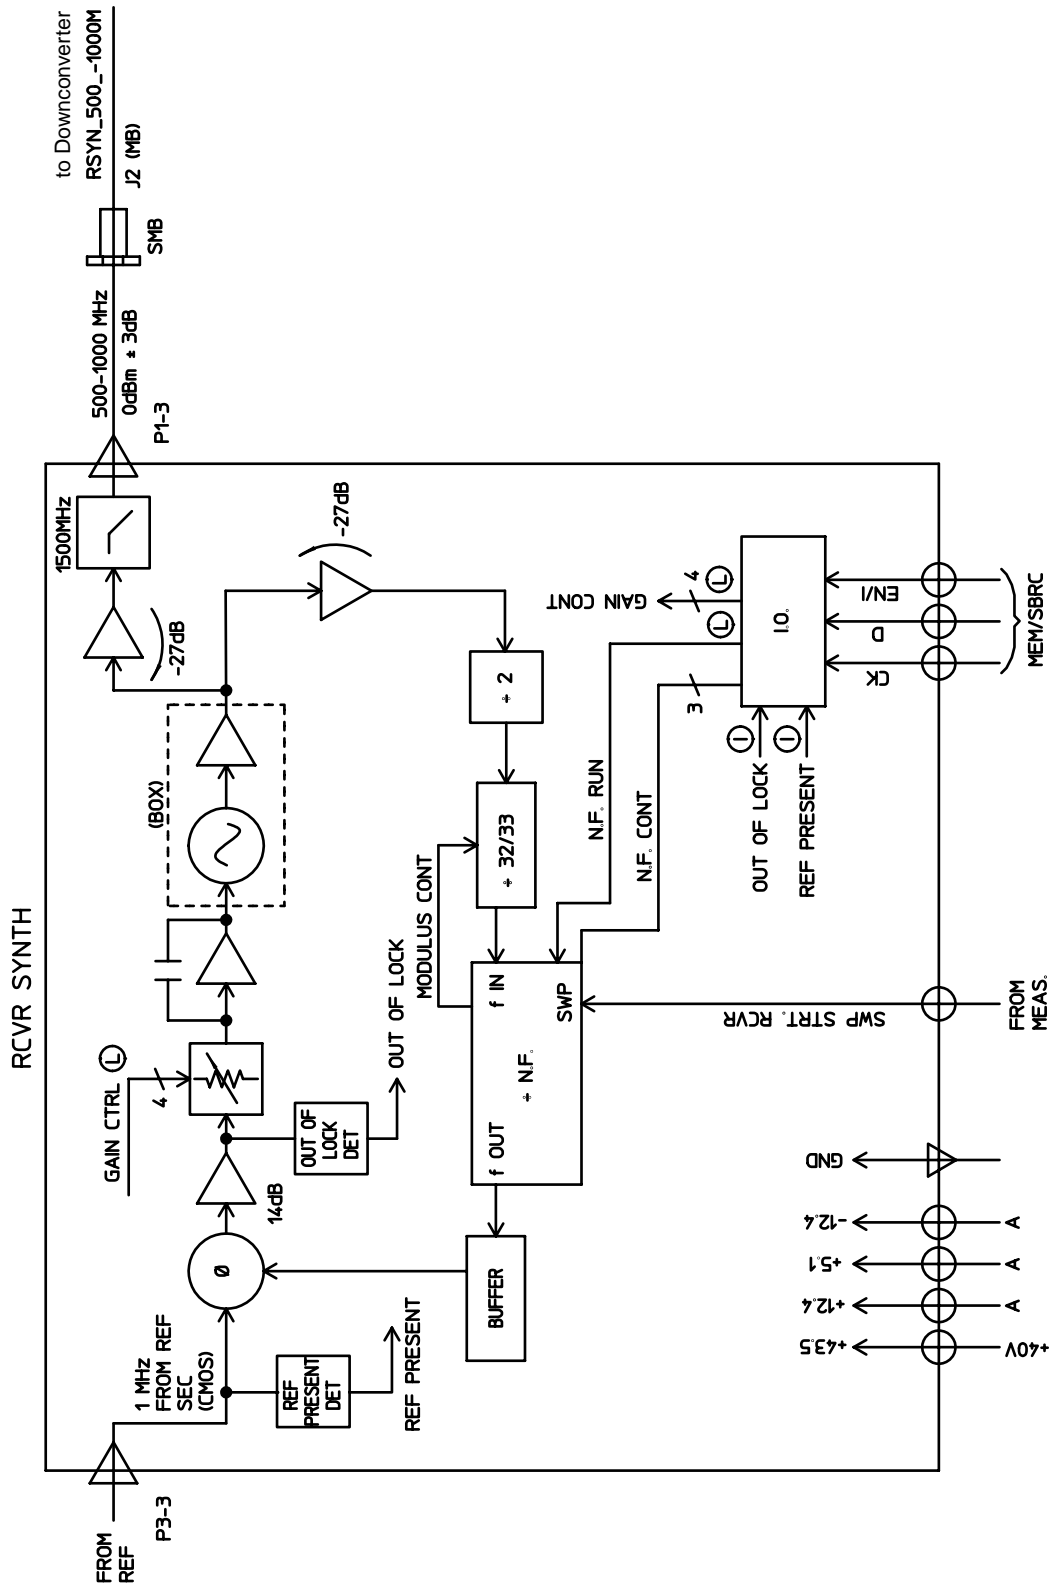 RCVR SYNTH
FROM
REF
P3-3
1 MHz
FROM REF
SEC
(CMOS)
REF
PRESENT
DET
REF PRESENT
Ø
14dB
GAIN CTRL
L
4
OUT OF
LOCK
DET
OUT OF LOCK
(BOX)
-27dB
1500MHz
P1-3
500-1000 MHz
0dBm ± 3dB
SMB
to Downconverter
RSYN_500_-1000M
J2 (MB)
-27dB
÷ 2
÷ 32/33
MODULUS CONT
f OUT
f IN
÷ N.F.
SWP
BUFFER
N.F. RUN
N.F. CONT
3
L
GAIN CONT
4
L
I.O.
I
I
OUT OF LOCK
REF PRESENT
CK
D
EN/I
MEM/SBRC
SWP STRT. RCVR
FROM
MEAS.
GND
-12.4
+5.1
+12.4
+43.5
A
A
A
+40V